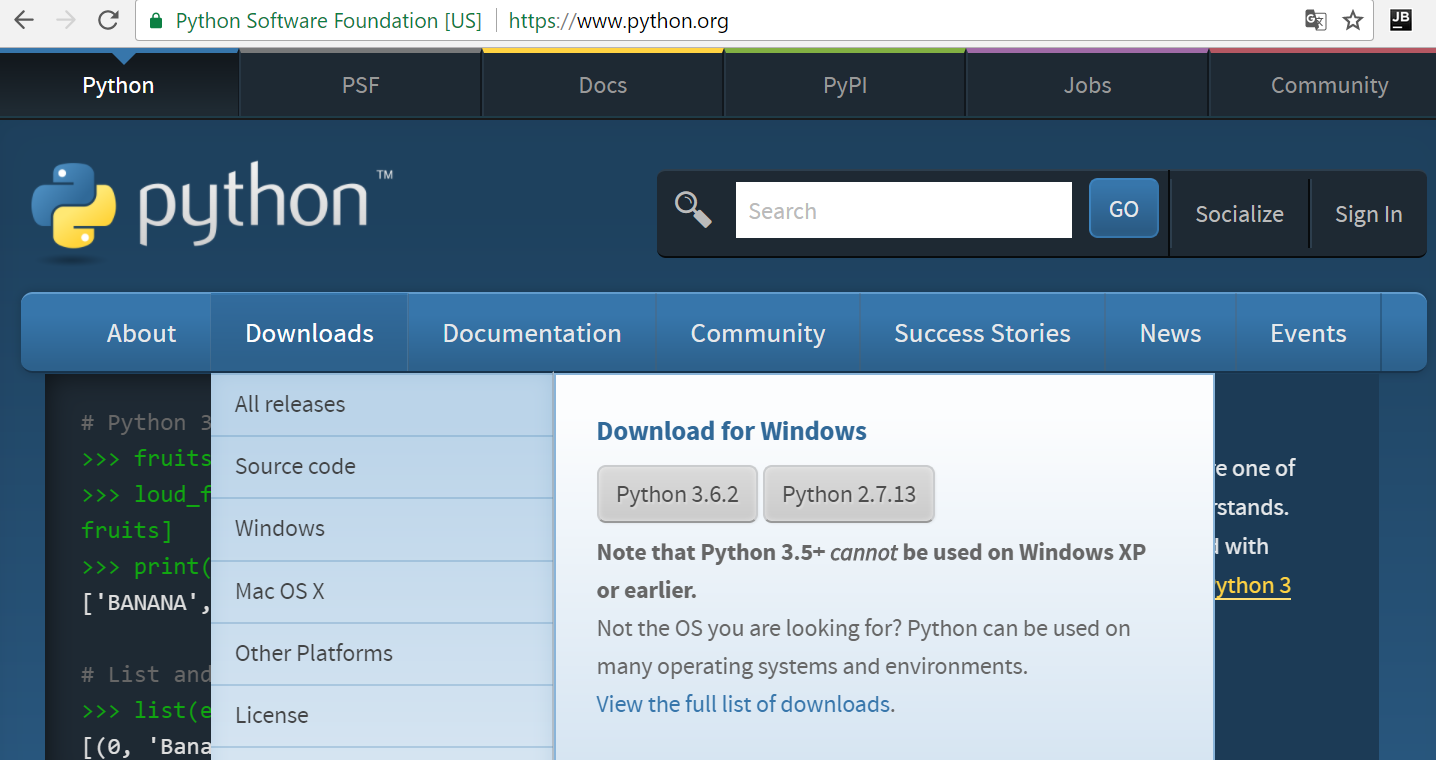 Python Software Foundation [US] https://www.python.org
JB
Python PSF Docs PyPI Jobs Community
python™
Search GO Socialize Sign In
About Downloads Documentation Community Success Stories News Events
All releases
Source code
Windows
Mac OS X
Other Platforms
License
Download for Windows
Python 3.6.2 Python 2.7.13
Note that Python 3.5+ cannot be used on Windows XP
or earlier.
Not the OS you are looking for? Python can be used on
many operating systems and environments.
View the full list of downloads.
# Python 3
>>> fruits
>>> loud_f
fruits]
>>> print(
['BANANA',
# List and
>>> list(e
[(0, 'Bana
e one of
rstands.
d with
ython 3